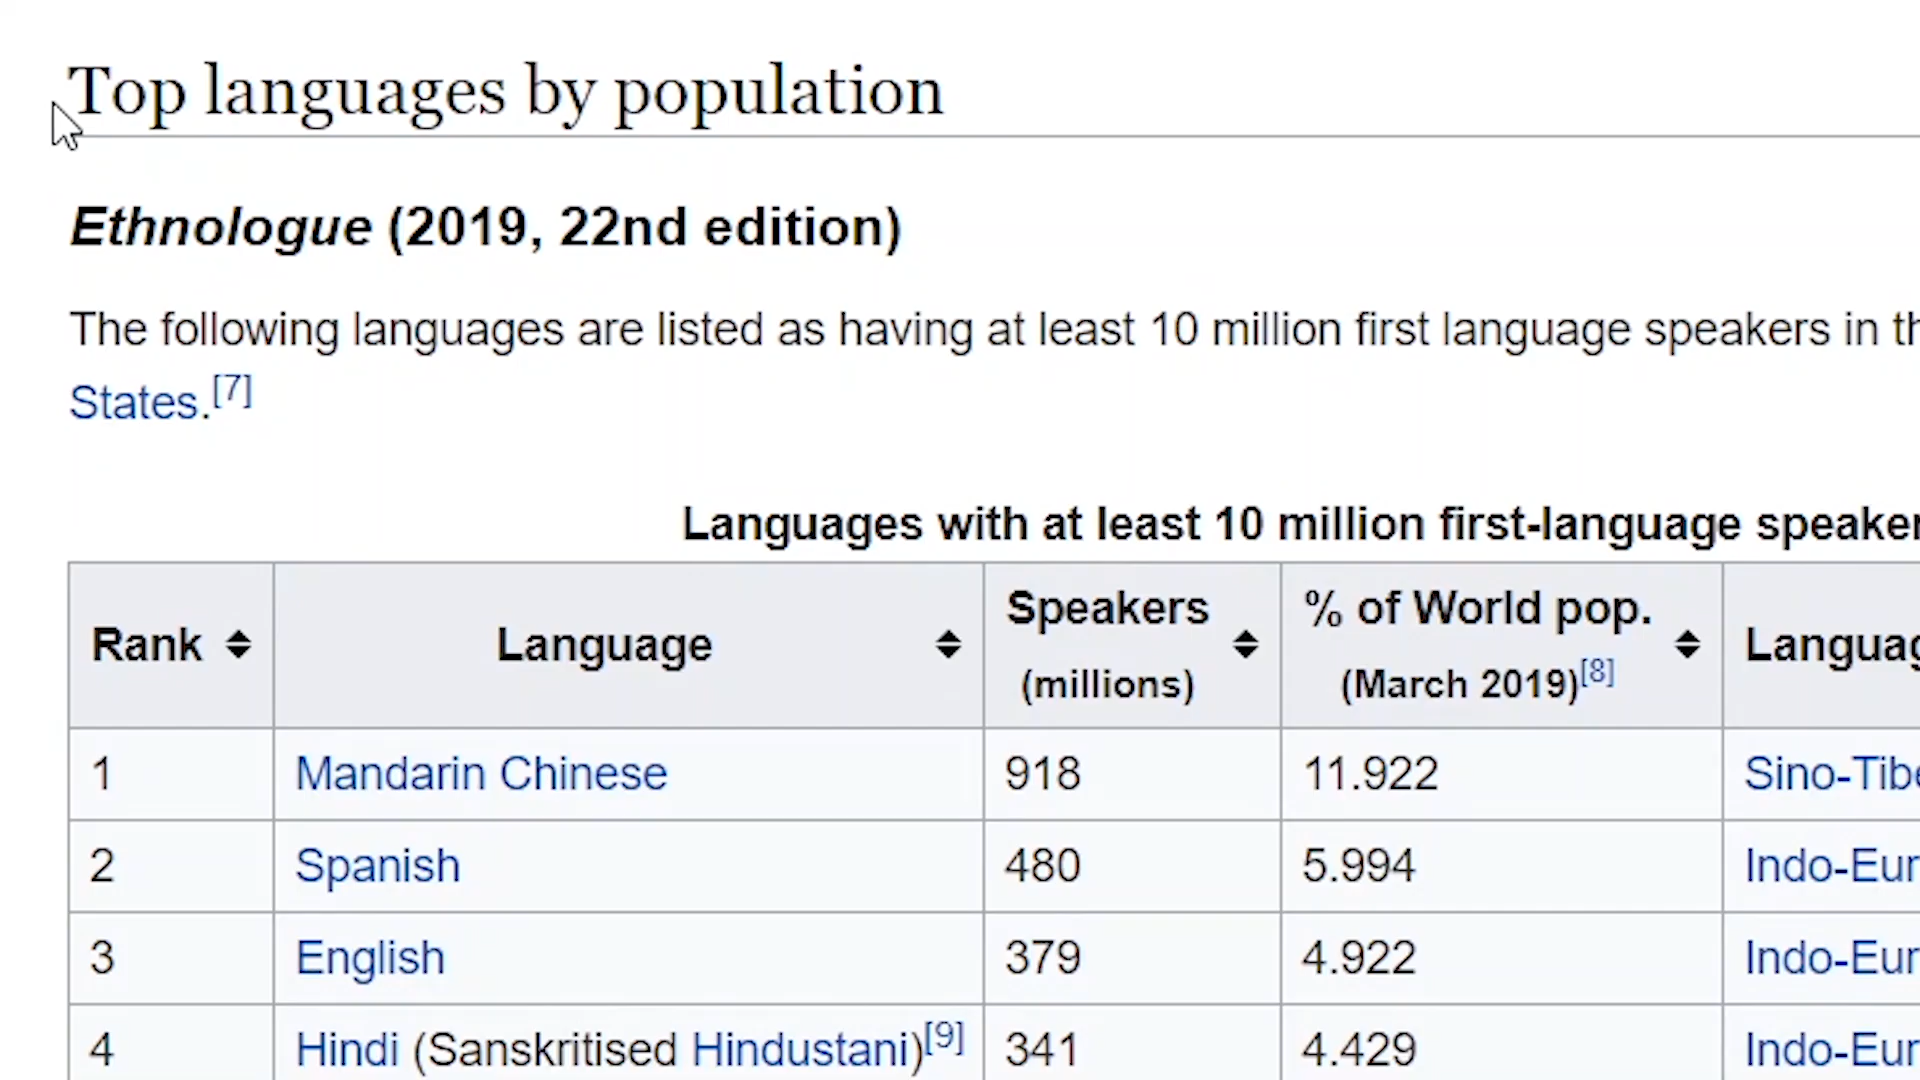 Top languages by population
Ethnologue (2019, 22nd edition)
The following languages are listed as having at least 10 million first language speakers in
States.[7]
Languages with at least 10 million first-language
Rank Language Speakers (millions) % of World pop. (March 2019)[8]
1 Mandarin Chinese 918 11.922
2 Spanish 480 5.994
3 English 379 4.922
4 Hindi (Sanskritised Hindustani)[9] 341 4.429